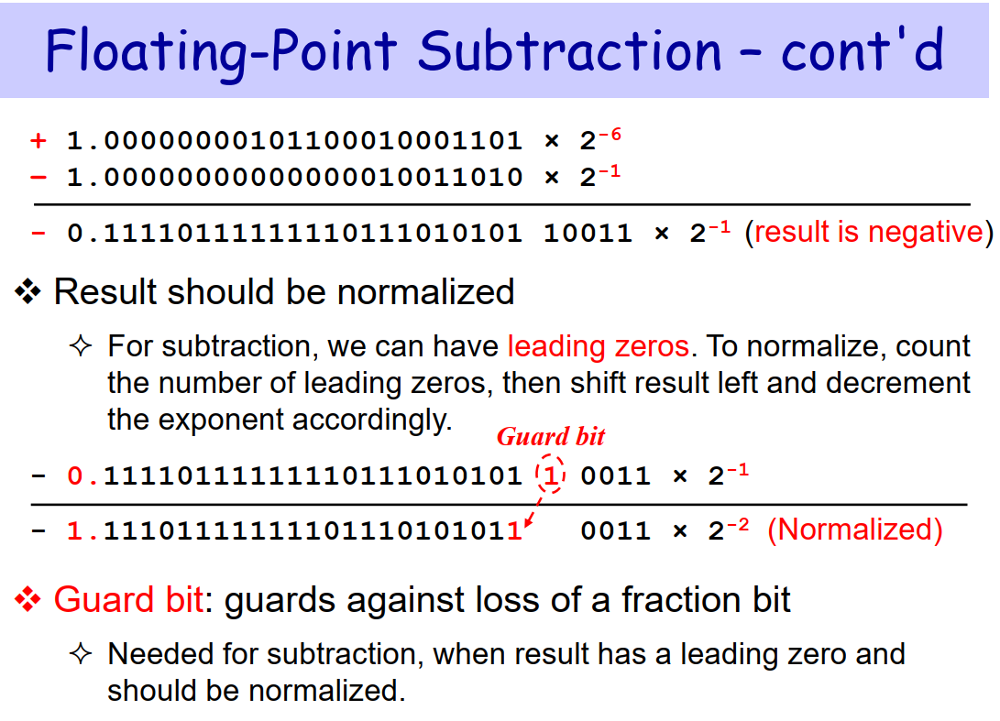 Floating-Point Subtraction – cont'd
+ 1.00000000101100010001101 × 2⁻⁶
– 1.00000000000000010011010 × 2⁻¹
– 0.11110111111110111010101 10011 × 2⁻¹ (result is negative)
❖ Result should be normalized
✧ For subtraction, we can have leading zeros. To normalize, count
the number of leading zeros, then shift result left and decrement
the exponent accordingly.
Guard bit
– 0.11110111111110111010101 1 0011 × 2⁻¹
– 1.11101111111101110101011 0011 × 2⁻² (Normalized)
❖ Guard bit: guards against loss of a fraction bit
✧ Needed for subtraction, when result has a leading zero and
should be normalized.